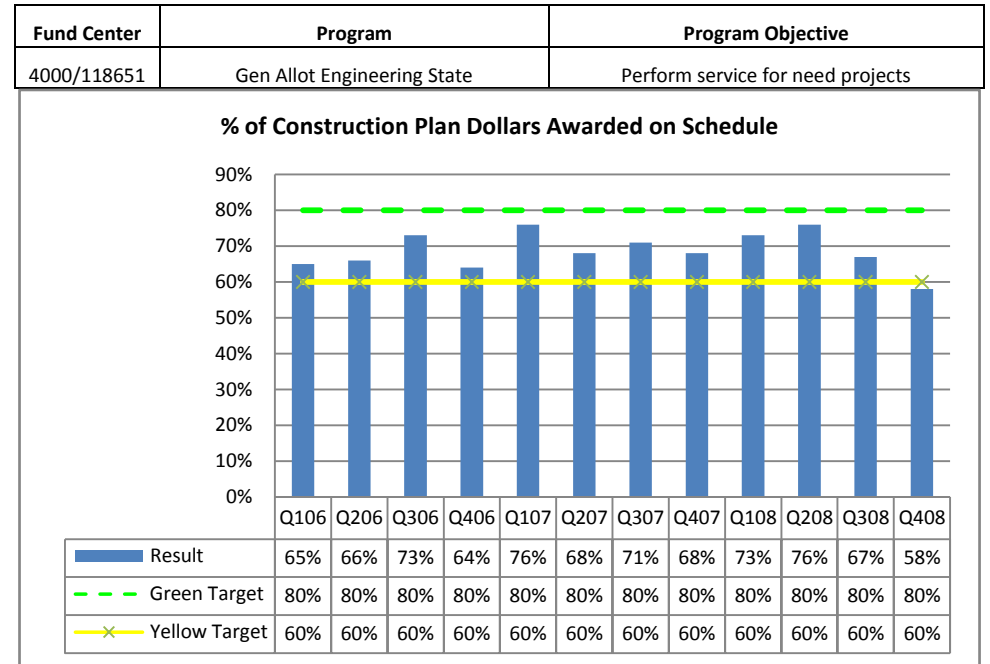 Fund Center Program Program Objective
4000/118651 Gen Allot Engineering State Perform service for need projects
% of Construction Plan Dollars Awarded on Schedule
90%
80%
70%
60%
50%
40%
30%
20%
10%
0%
Q106 Q206 Q306 Q406 Q107 Q207 Q307 Q407 Q108 Q208 Q308 Q408
Result 65% 66% 73% 64% 76% 68% 71% 68% 73% 76% 67% 58%
Green Target 80% 80% 80% 80% 80% 80% 80% 80% 80% 80% 80% 80%
Yellow Target 60% 60% 60% 60% 60% 60% 60% 60% 60% 60% 60% 60%